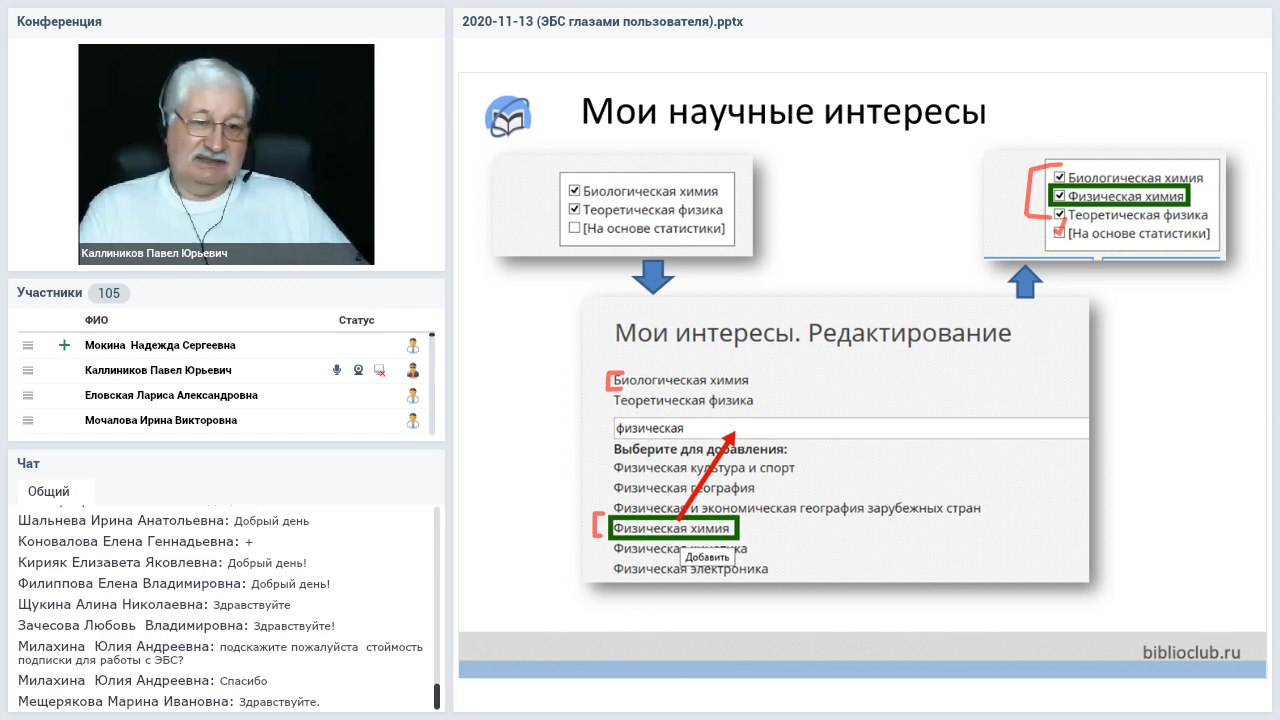 Конференция
Каллиников Павел Юрьевич
Участники 105
ФИО Статус
Мокина Надежда Сергеевна
Каллиников Павел Юрьевич
Еловская Лариса Александровна
Мочалова Ирина Викторовна
Чат
Общий
Шальнева Ирина Анатольевна: Добрый день
Коновалова Елена Геннадьевна: +
Кирияк Елизавета Яковлевна: Добрый день!
Филиппова Елена Владимировна: Добрый день!
Щукина Алина Николаевна: Здравствуйте
Зачесова Любовь Владимировна: Здравствуйте!
Милахина Юлия Андреевна: подскажите пожалуйста стоймость
подписки для работы с ЭБС?
Милахина Юлия Андреевна: Спасибо
Мещерякова Марина Ивановна: Здравствуйте.
2020-11-13 (ЭБС глазами пользователя).pptx
Мои научные интересы
Биологическая химия
Теоретическая физика
[На основе статистики]
Биологическая химия
Физическая химия
Теоретическая физика
[На основе статистики]
Мои интересы. Редактирование
Биологическая химия
Теоретическая физика
физическая
Выберите для добавления:
Физическая культура и спорт
Физическая география
Физическая и экономическая география зарубежных стран
Физическая химия
Физическая
Добавить
Физическая электроника
biblioclub.ru